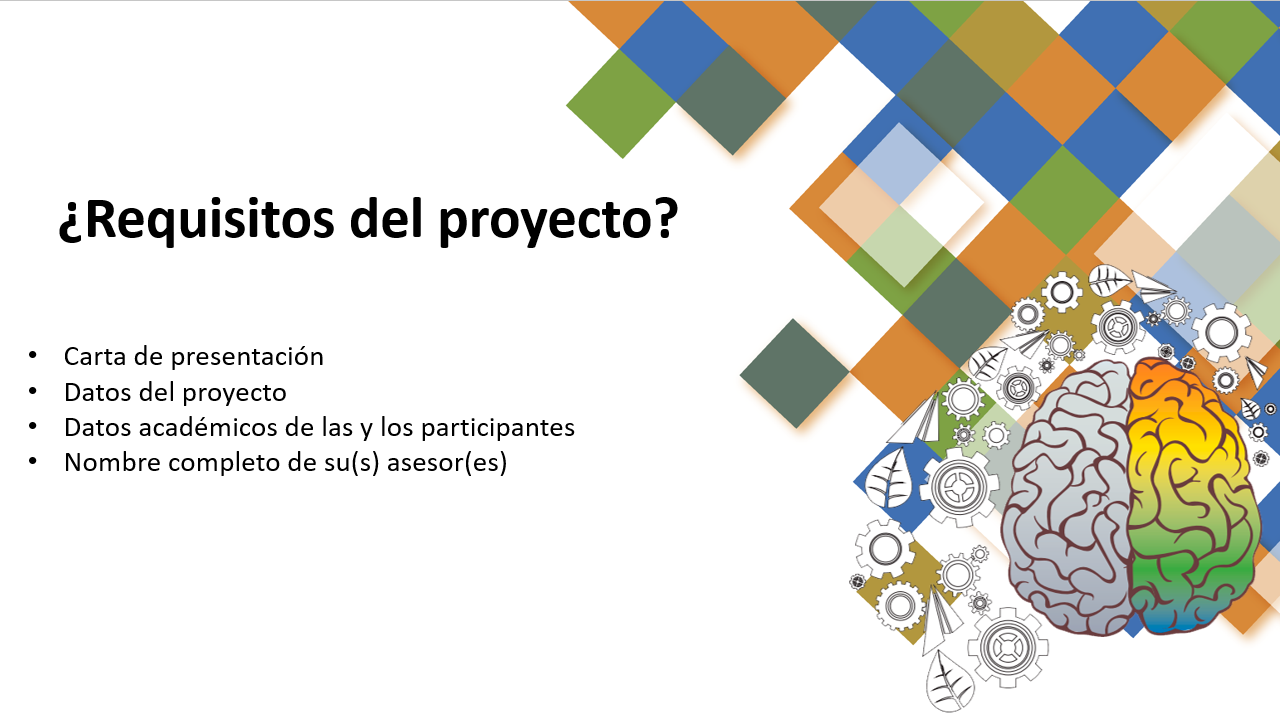 ¿Requisitos del proyecto?
• Carta de presentación
• Datos del proyecto
• Datos académicos de las y los participantes
• Nombre completo de su(s) asesor(es)